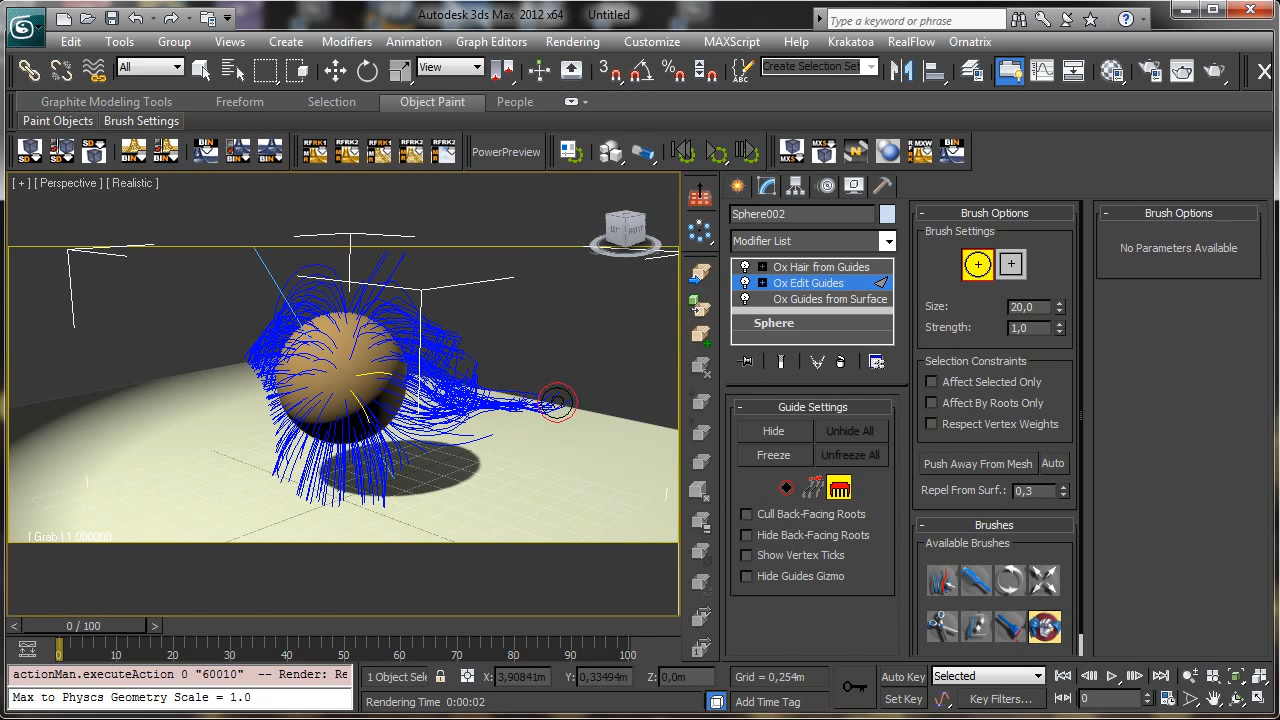 Autodesk 3ds Max 2012 x64 Untitled
Type a keyword or phrase
Edit Tools Group Views Create Modifiers Animation Graph Editors Rendering Customize MAXScript Help Krakatoa RealFlow Ornatrix
All View Create Selection Set
Graphite Modeling Tools Freeform Selection Object Paint People
Paint Objects Brush Settings
PowerPreview
[ + ] [ Perspective ] [ Realistic ]
[ Grab ] 1.000000
0 / 100
0 10 20 30 40 50 60 70 80 90 100
actionMan.executeAction 0 "60010" -- Render: Re
Max to Physcs Geometry Scale = 1.0
1 Object Sele
X: 3,90841m Y: 0,33494m Z: 0,0m
Grid = 0,254m
Rendering Time 0:00:02
Add Time Tag
Auto Key Selected
Set Key Key Filters...
0
Sphere002
Modifier List
Ox Hair from Guides
Ox Edit Guides
Ox Guides from Surface
Sphere
Guide Settings
Hide Unhide All
Freeze Unfreeze All
Cull Back-Facing Roots
Hide Back-Facing Roots
Show Vertex Ticks
Hide Guides Gizmo
Brush Options
Brush Settings
Size: 20,0
Strength: 1,0
Selection Constraints
Affect Selected Only
Affect By Roots Only
Respect Vertex Weights
Push Away From Mesh Auto
Repel From Surf.: 0,3
Brushes
Available Brushes
Brush Options
No Parameters Available